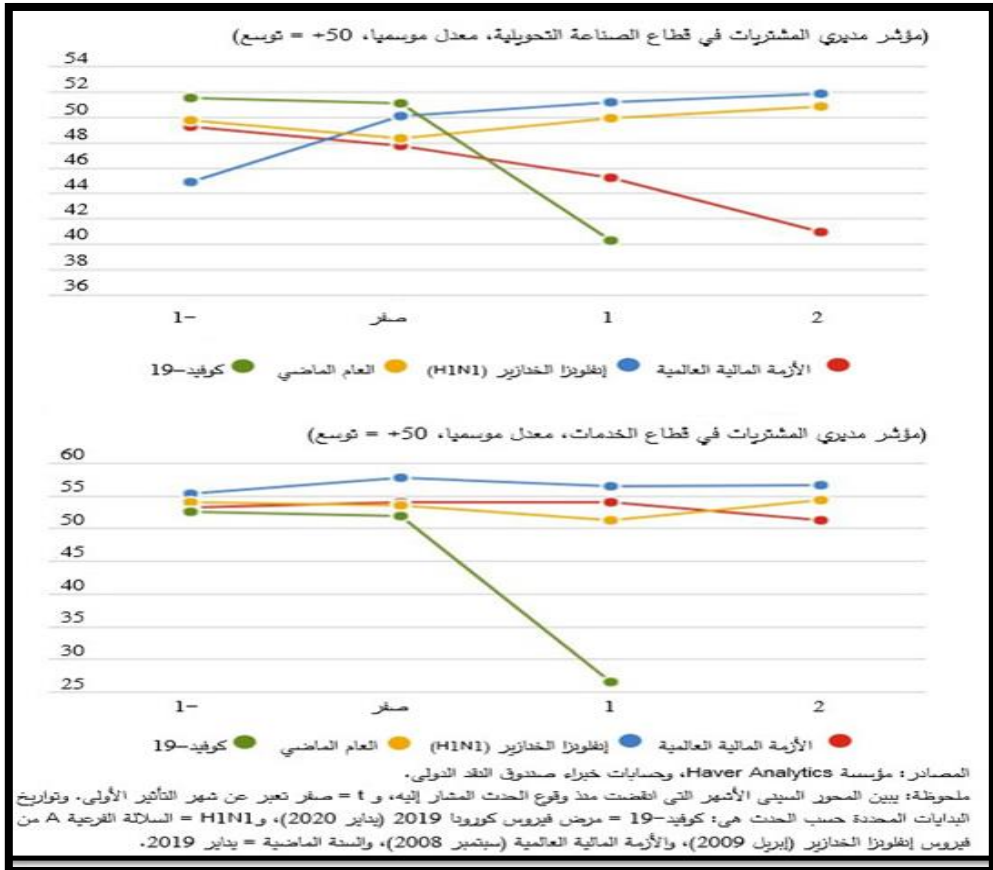 (مؤشر مديري المشتريات في قطاع الصناعة التحويلية، معدل موسميا، 50+ = توسع)
54
52
50
48
46
44
42
40
38
36
1−
صفر
1
2
الأزمة المالية العالمية
إنفلونزا الخنازير (H1N1)
العام الماضي
كوفيد−19
(مؤشر مديري المشتريات في قطاع الخدمات، معدل موسميا، 50+ = توسع)
60
55
50
45
40
35
30
25
1−
صفر
1
2
الأزمة المالية العالمية
إنفلونزا الخنازير (H1N1)
العام الماضي
كوفيد−19
المصادر: مؤسسة Haver Analytics، وحسابات خبراء صندوق النقد الدولى.
ملحوظة: يبين المحور السينى الأشهر التى انقضت منذ وقوع الحدث المشار إليه، و t = صفر تعبر عن شهر التأثير الأولى. وتواريخ
البدايات المحددة حسب الحدث هى: كوفيد−19 = مرض فيروس كورونا 2019 (يناير 2020)، و H1N1 = السلالة الفرعية A من
فيروس إنفلونزا الخنازير (إبريل 2009)، والأزمة المالية العالمية (سبتمبر 2008)، والسنة الماضية = يناير 2019.